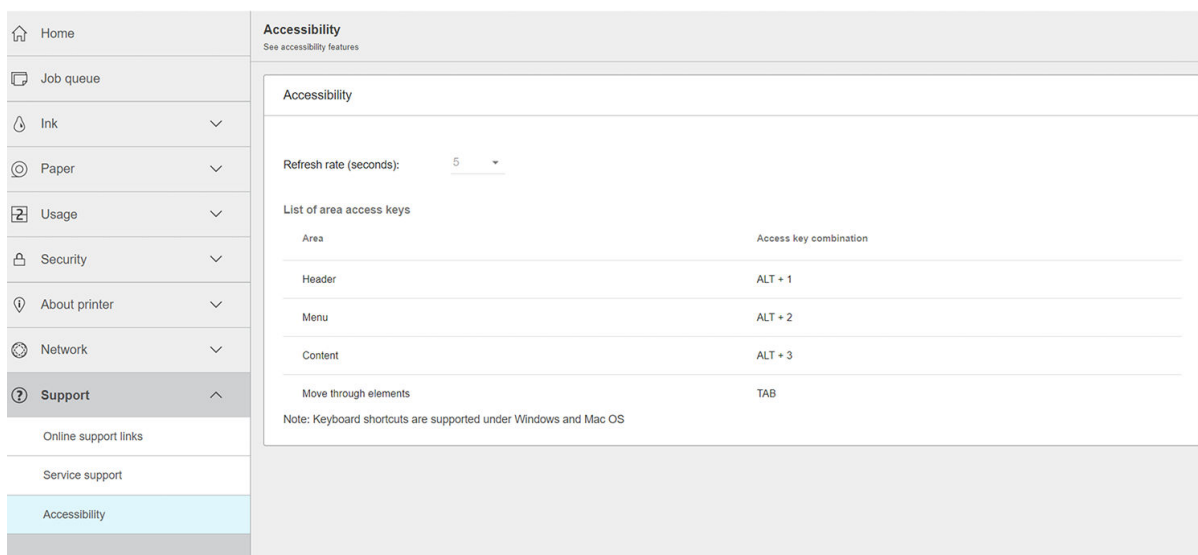 Home
Job queue
Ink
Paper
Usage
Security
About printer
Network
Support
Online support links
Service support
Accessibility
Accessibility
See accessibility features
Accessibility
Refresh rate (seconds): 5
List of area access keys
Area Access key combination
Header ALT + 1
Menu ALT + 2
Content ALT + 3
Move through elements TAB
Note: Keyboard shortcuts are supported under Windows and Mac OS